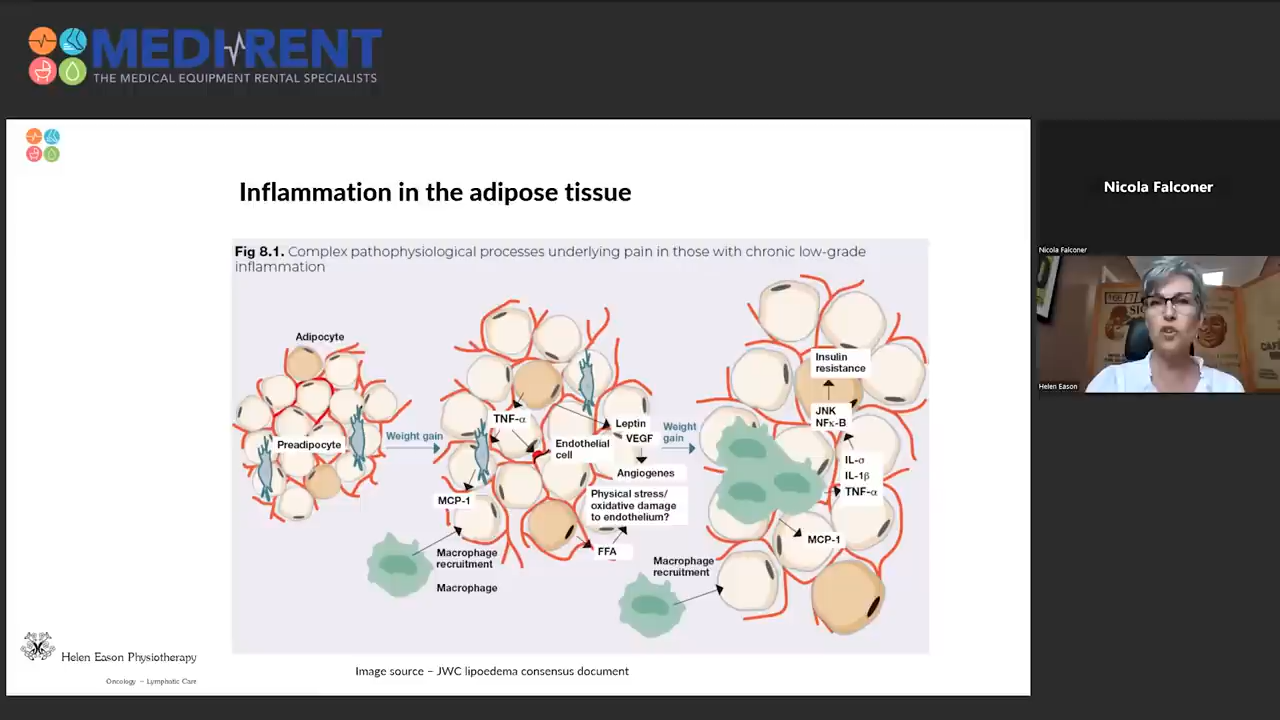 MEDI RENT
THE MEDICAL EQUIPMENT RENTAL SPECIALISTS
Inflammation in the adipose tissue
Fig 8.1. Complex pathophysiological processes underlying pain in those with chronic low-grade
inflammation
Adipocyte
Preadipocyte
Weight gain
TNF-α
MCP-1
Macrophage
recruitment
Macrophage
Leptin
VEGF
Endothelial
cell
Angiogenes
Physical stress/
oxidative damage
to endothelium?
FFA
Weight
gain
Insulin
resistance
JNK
NFκ-B
IL-σ
IL-1β
TNF-α
MCP-1
Macrophage
recruitment
Helen Eason Physiotherapy
Oncology – Lymphatic Care
Image source – JWC lipoedema consensus document
Nicola Falconer
Nicola Falconer
Helen Eason